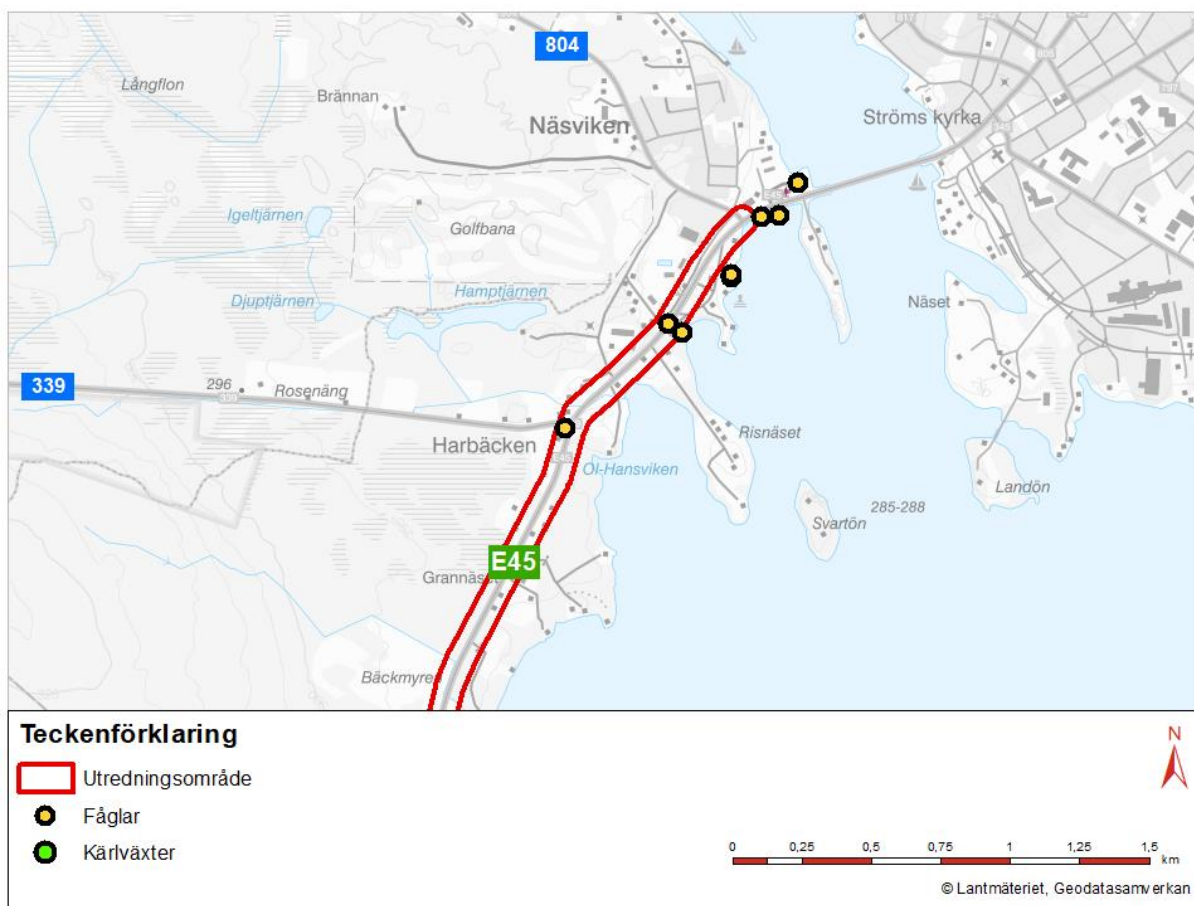 804
Långflon
Brännan
Näsviken
Ströms kyrka
Igeltjärnen
Golfbana
Djuptjärnen
Hamptjärnen
Näset
339
296
Rosenäng
Harbäcken
Risnäset
Ol-Hansviken
Landön
285-288
Svartön
E45
Bäckmyre
Teckenförklaring
Utredningsområde
Fåglar
Kärlväxter
N
0 0,25 0,5 0,75 1 1,25 1,5
km
© Lantmäteriet, Geodatasamverkan